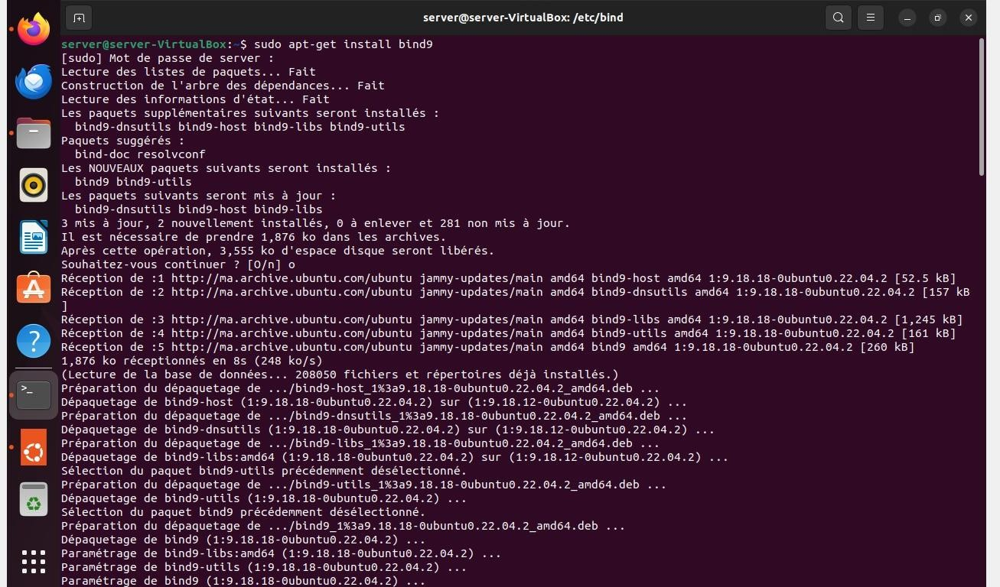 server@server-VirtualBox: /etc/bind
server@server-VirtualBox:~$ sudo apt-get install bind9
[sudo] Mot de passe de server :
Lecture des listes de paquets... Fait
Construction de l'arbre des dépendances... Fait
Lecture des informations d'état... Fait
Les paquets supplémentaires suivants seront installés :
  bind9-dnsutils bind9-host bind9-libs bind9-utils
Paquets suggérés :
  bind-doc resolvconf
Les NOUVEAUX paquets suivants seront installés :
  bind9 bind9-utils
Les paquets suivants seront mis à jour :
  bind9-dnsutils bind9-host bind9-libs
3 mis à jour, 2 nouvellement installés, 0 à enlever et 281 non mis à jour.
Il est nécessaire de prendre 1,876 ko dans les archives.
Après cette opération, 3,555 ko d'espace disque seront libérés.
Souhaitez-vous continuer ? [O/n] o
Réception de :1 http://ma.archive.ubuntu.com/ubuntu jammy-updates/main amd64 bind9-host amd64 1:9.18.18-0ubuntu0.22.04.2 [52.5 kB]
Réception de :2 http://ma.archive.ubuntu.com/ubuntu jammy-updates/main amd64 bind9-dnsutils amd64 1:9.18.18-0ubuntu0.22.04.2 [157 kB
]
Réception de :3 http://ma.archive.ubuntu.com/ubuntu jammy-updates/main amd64 bind9-libs amd64 1:9.18.18-0ubuntu0.22.04.2 [1,245 kB]
Réception de :4 http://ma.archive.ubuntu.com/ubuntu jammy-updates/main amd64 bind9-utils amd64 1:9.18.18-0ubuntu0.22.04.2 [161 kB]
Réception de :5 http://ma.archive.ubuntu.com/ubuntu jammy-updates/main amd64 bind9 amd64 1:9.18.18-0ubuntu0.22.04.2 [260 kB]
1,876 ko réceptionnés en 8s (248 ko/s)
(Lecture de la base de données... 208050 fichiers et répertoires déjà installés.)
Préparation du dépaquetage de .../bind9-host_1%3a9.18.18-0ubuntu0.22.04.2_amd64.deb ...
Dépaquetage de bind9-host (1:9.18.18-0ubuntu0.22.04.2) sur (1:9.18.12-0ubuntu0.22.04.2) ...
Préparation du dépaquetage de .../bind9-dnsutils_1%3a9.18.18-0ubuntu0.22.04.2_amd64.deb ...
Dépaquetage de bind9-dnsutils (1:9.18.18-0ubuntu0.22.04.2) sur (1:9.18.12-0ubuntu0.22.04.2) ...
Préparation du dépaquetage de .../bind9-libs_1%3a9.18.18-0ubuntu0.22.04.2_amd64.deb ...
Dépaquetage de bind9-libs:amd64 (1:9.18.18-0ubuntu0.22.04.2) sur (1:9.18.12-0ubuntu0.22.04.2) ...
Sélection du paquet bind9-utils précédemment désélectionné.
Préparation du dépaquetage de .../bind9-utils_1%3a9.18.18-0ubuntu0.22.04.2_amd64.deb ...
Dépaquetage de bind9-utils (1:9.18.18-0ubuntu0.22.04.2) ...
Sélection du paquet bind9 précédemment désélectionné.
Préparation du dépaquetage de .../bind9_1%3a9.18.18-0ubuntu0.22.04.2_amd64.deb ...
Dépaquetage de bind9 (1:9.18.18-0ubuntu0.22.04.2) ...
Paramétrage de bind9-libs:amd64 (1:9.18.18-0ubuntu0.22.04.2) ...
Paramétrage de bind9-utils (1:9.18.18-0ubuntu0.22.04.2) ...
Paramétrage de bind9 (1:9.18.18-0ubuntu0.22.04.2) ...